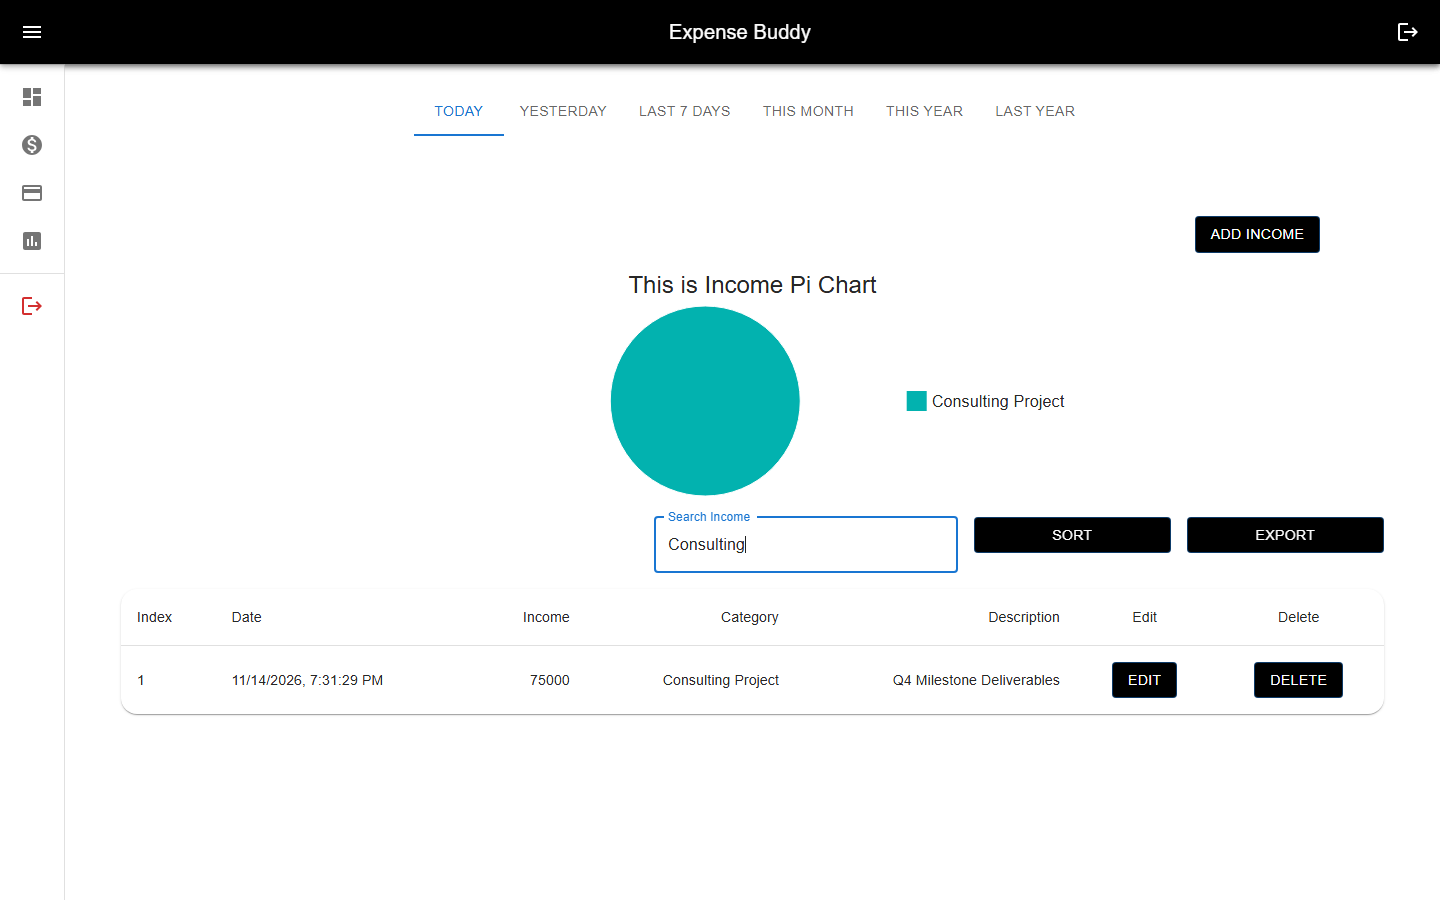 Expense Buddy
TODAY YESTERDAY LAST 7 DAYS THIS MONTH THIS YEAR LAST YEAR
ADD INCOME
This is Income Pi Chart
Consulting Project
Search Income
Consulting
SORT EXPORT
Index Date Income Category Description Edit Delete
1 11/14/2026, 7:31:29 PM 75000 Consulting Project Q4 Milestone Deliverables EDIT DELETE